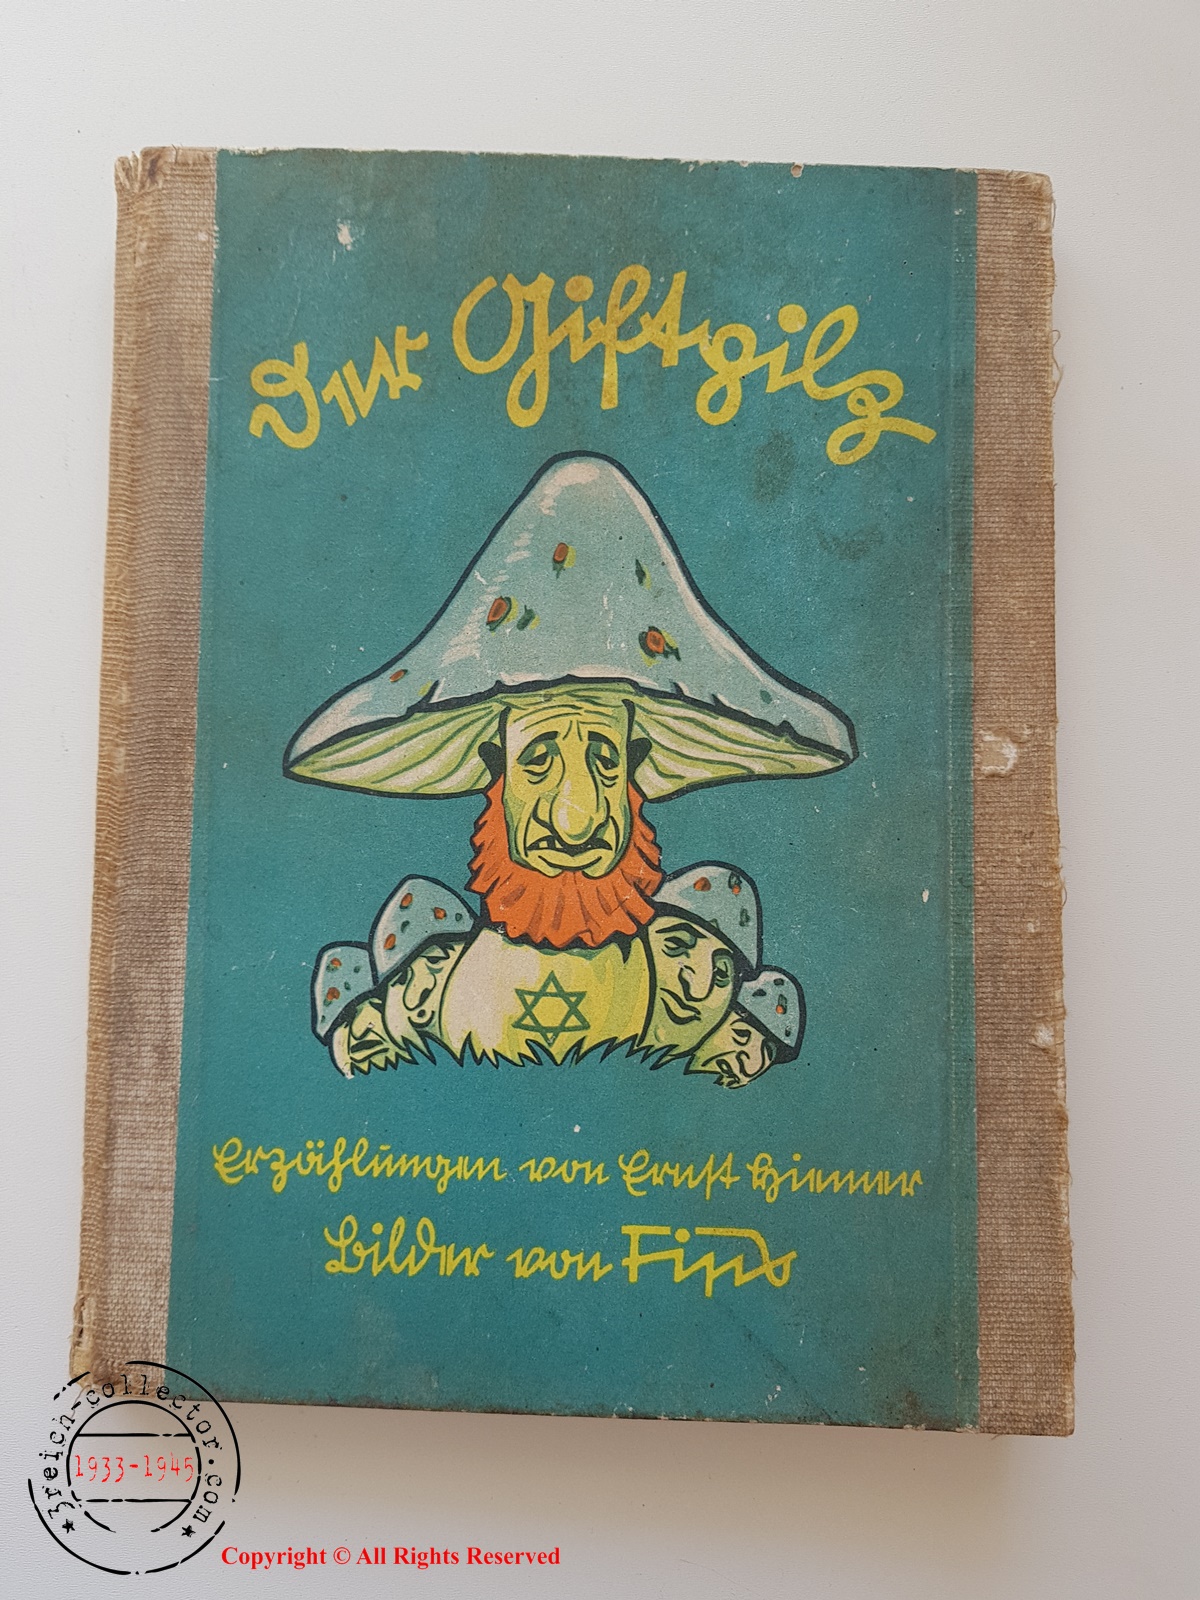 Der Giftpilz
Erzählungen von Ernst Hiemer
Bilder von Fips
3reich-collector.com
1933-1945
Copyright © All Rights Reserved